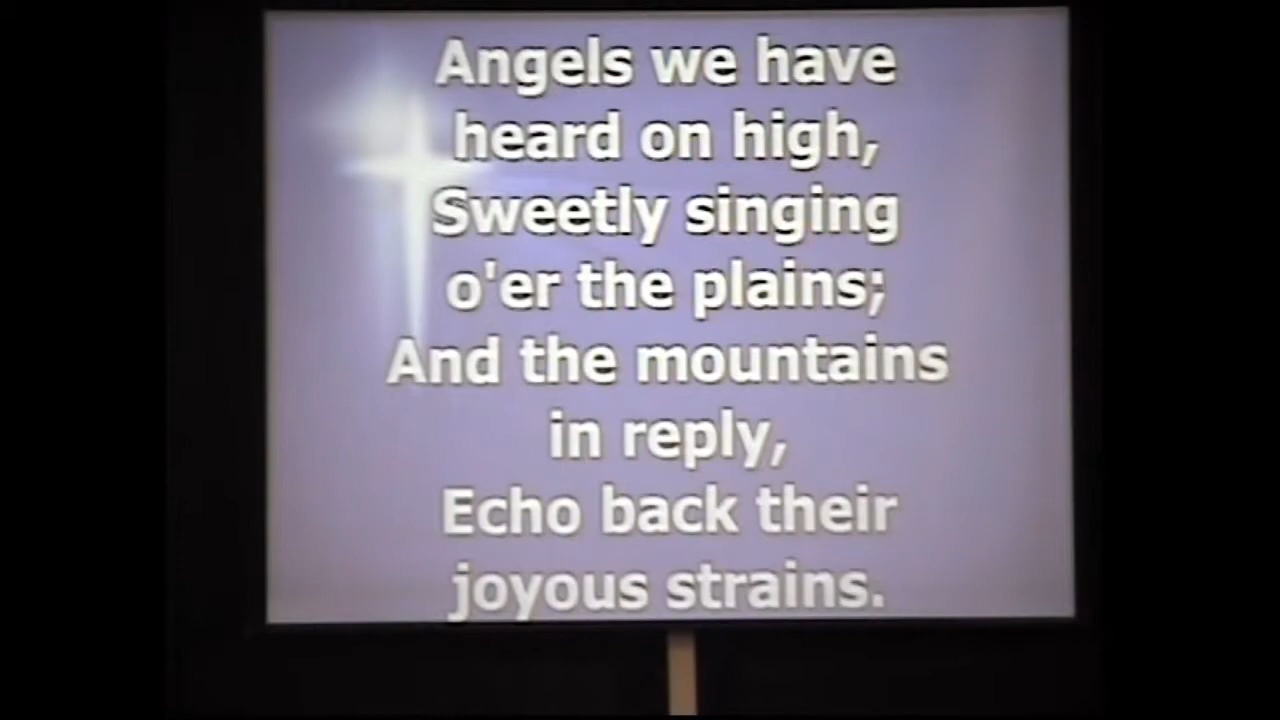 Angels we have
heard on high,
Sweetly singing
o'er the plains;
And the mountains
in reply,
Echo back their
joyous strains.